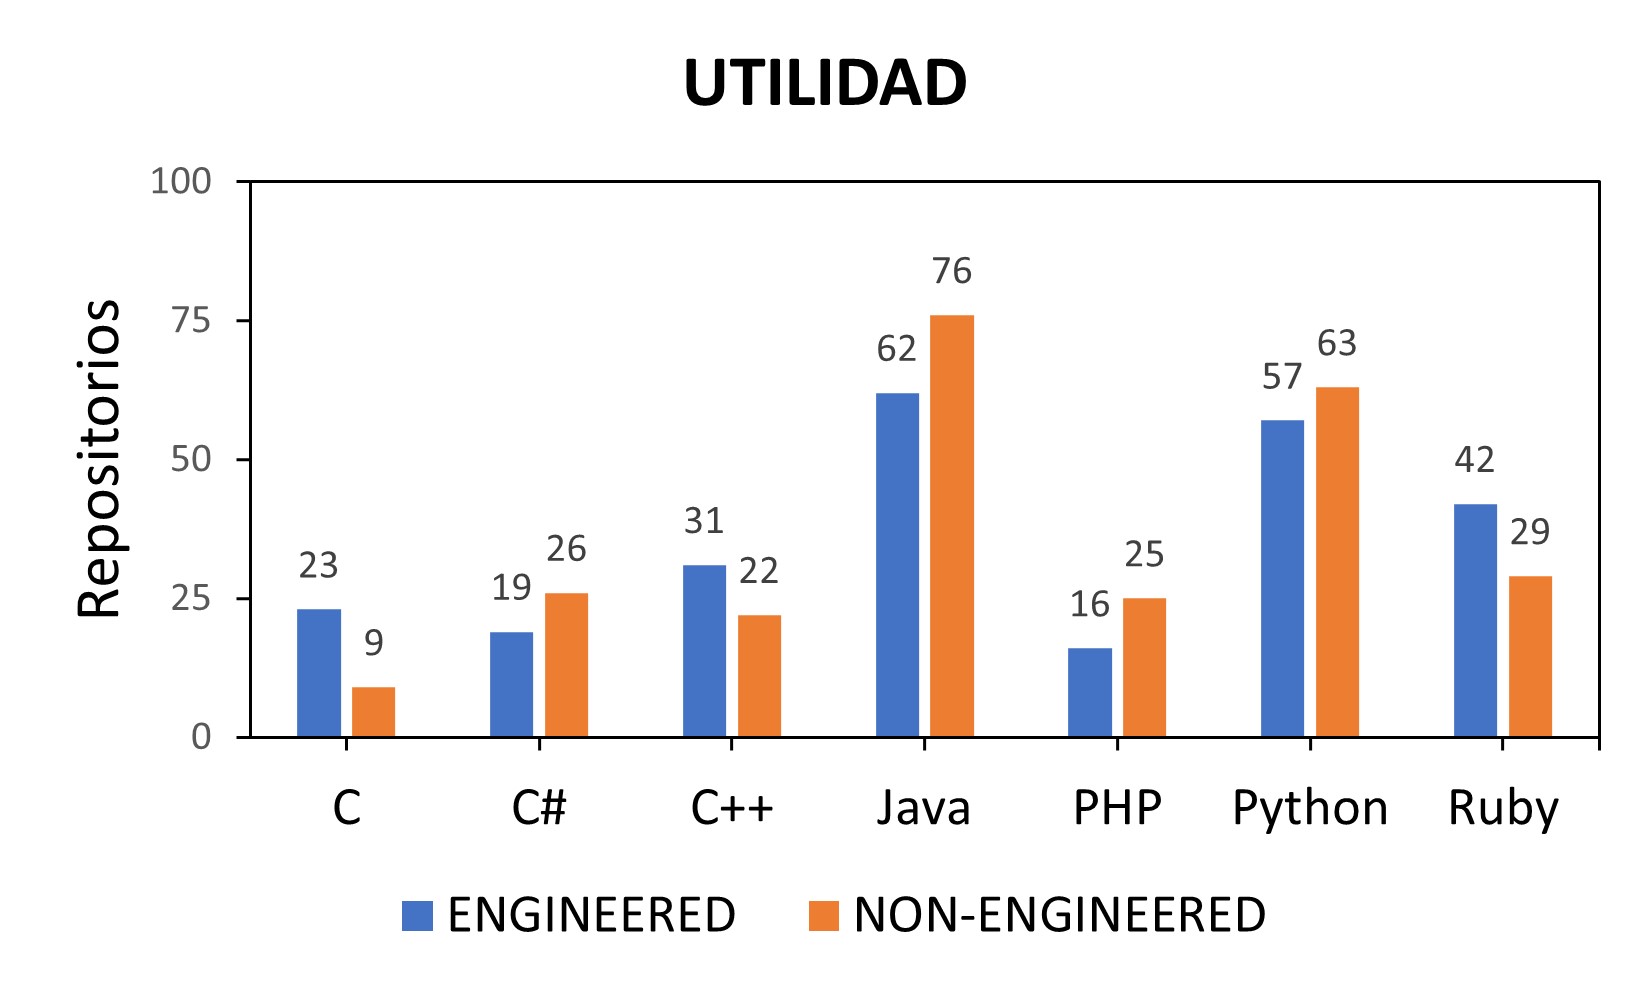 UTILIDAD
Repositorios
100
75
50
25
0
23
9
19
26
31
22
62
76
16
25
57
63
42
29
C
C#
C++
Java
PHP
Python
Ruby
ENGINEERED
NON-ENGINEERED